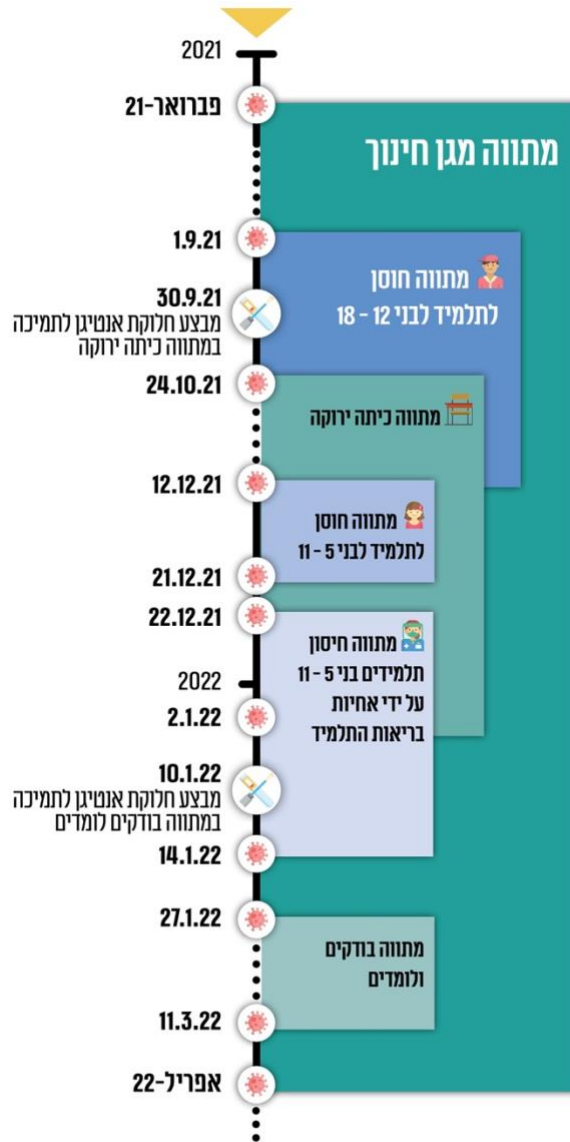 2021
פברואר-21
מתווה מגן חינוך
1.9.21
מתווה חוסן
לתלמיד לבני 12 - 18
30.9.21
מבצע חלוקת אנטיגן לתמיכה
במתווה כיתה ירוקה
24.10.21
מתווה כיתה ירוקה
12.12.21
מתווה חוסן
לתלמיד לבני 5 - 11
21.12.21
22.12.21
מתווה חיסון
תלמידים בני 5 - 11
על ידי אחיות
בריאות התלמיד
2022
2.1.22
10.1.22
מבצע חלוקת אנטיגן לתמיכה
במתווה בודקים לומדים
14.1.22
27.1.22
מתווה בודקים
ולומדים
11.3.22
אפריל-22